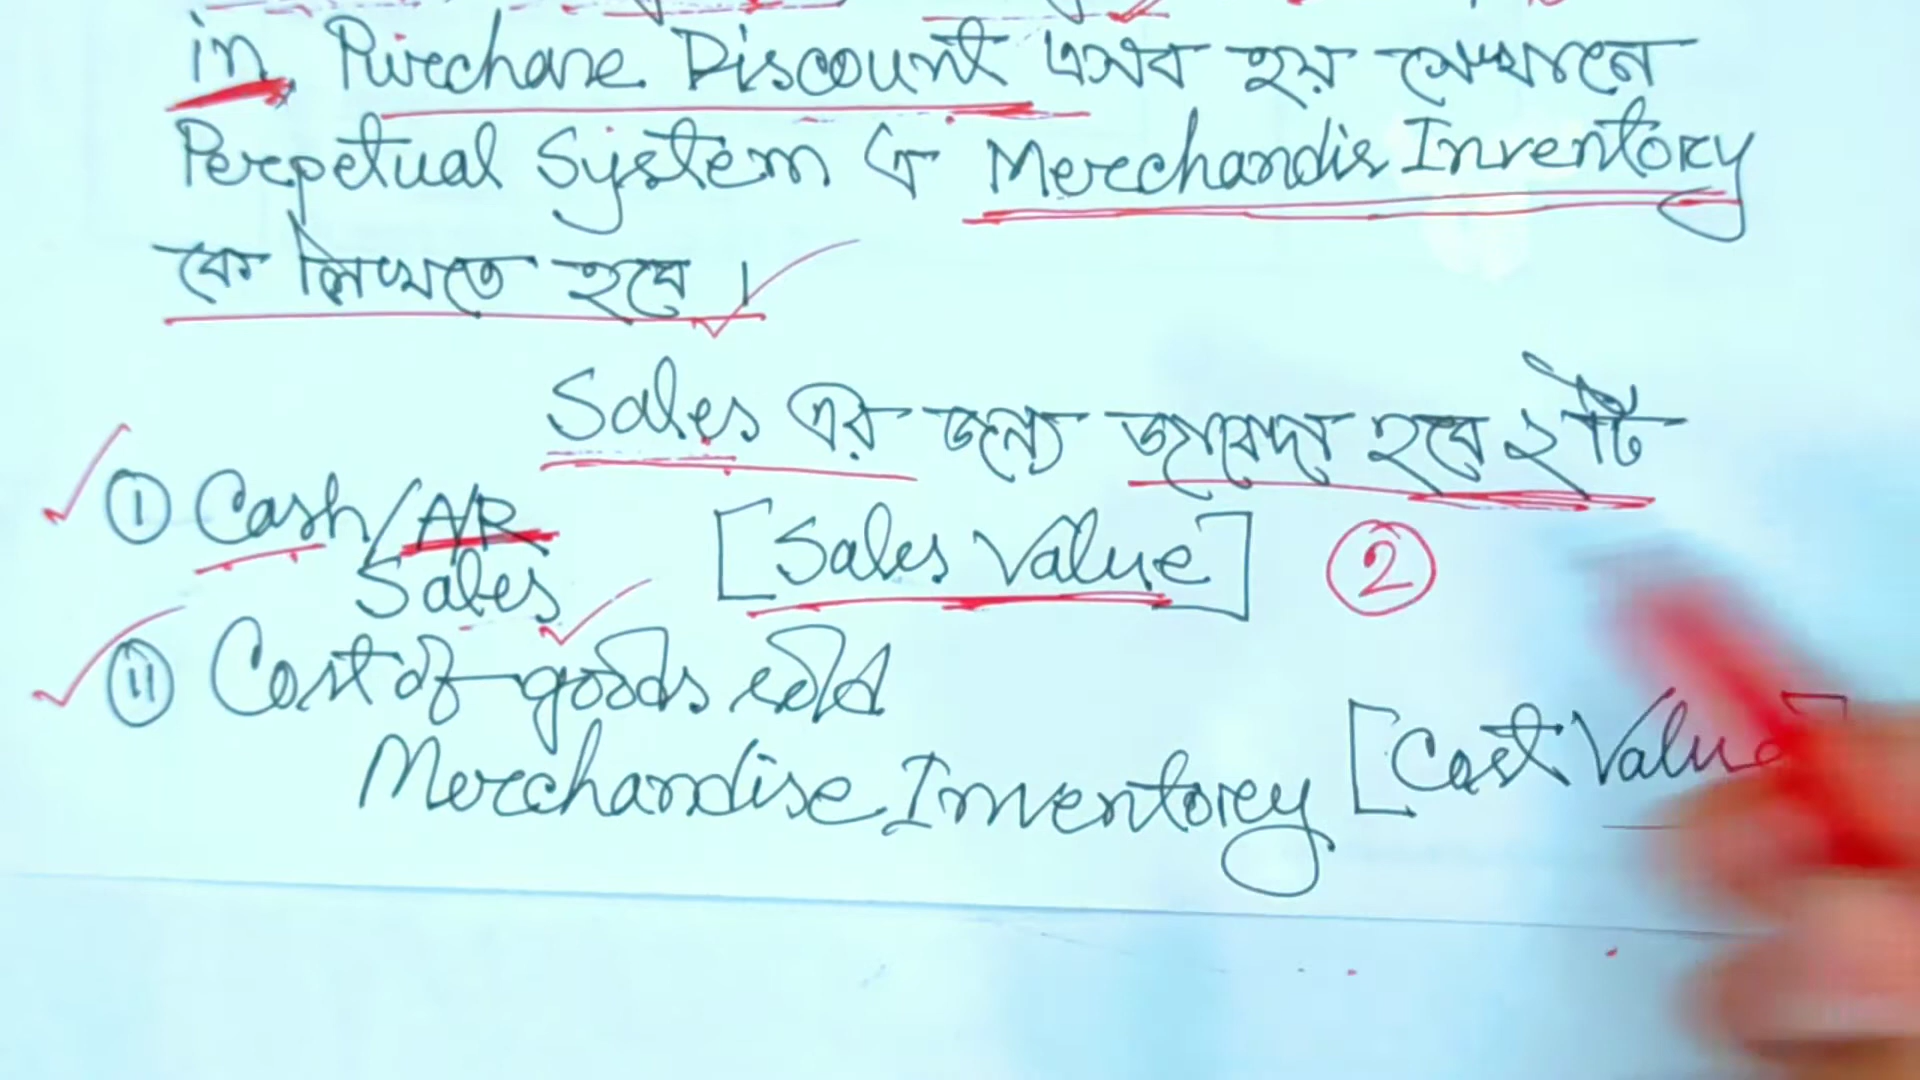 in Purchase Discount এসব হয় সেখানে
Perpetual System এ Merchandis Inventory
কে লিখতে হবে।
Sales এর জন্য জাবেদা হবে ২টি
① Cash/A/R
Sales [Sales Value] ②
ⅱ Cost of goods sold
Merchandise Inventory [Cost Value]